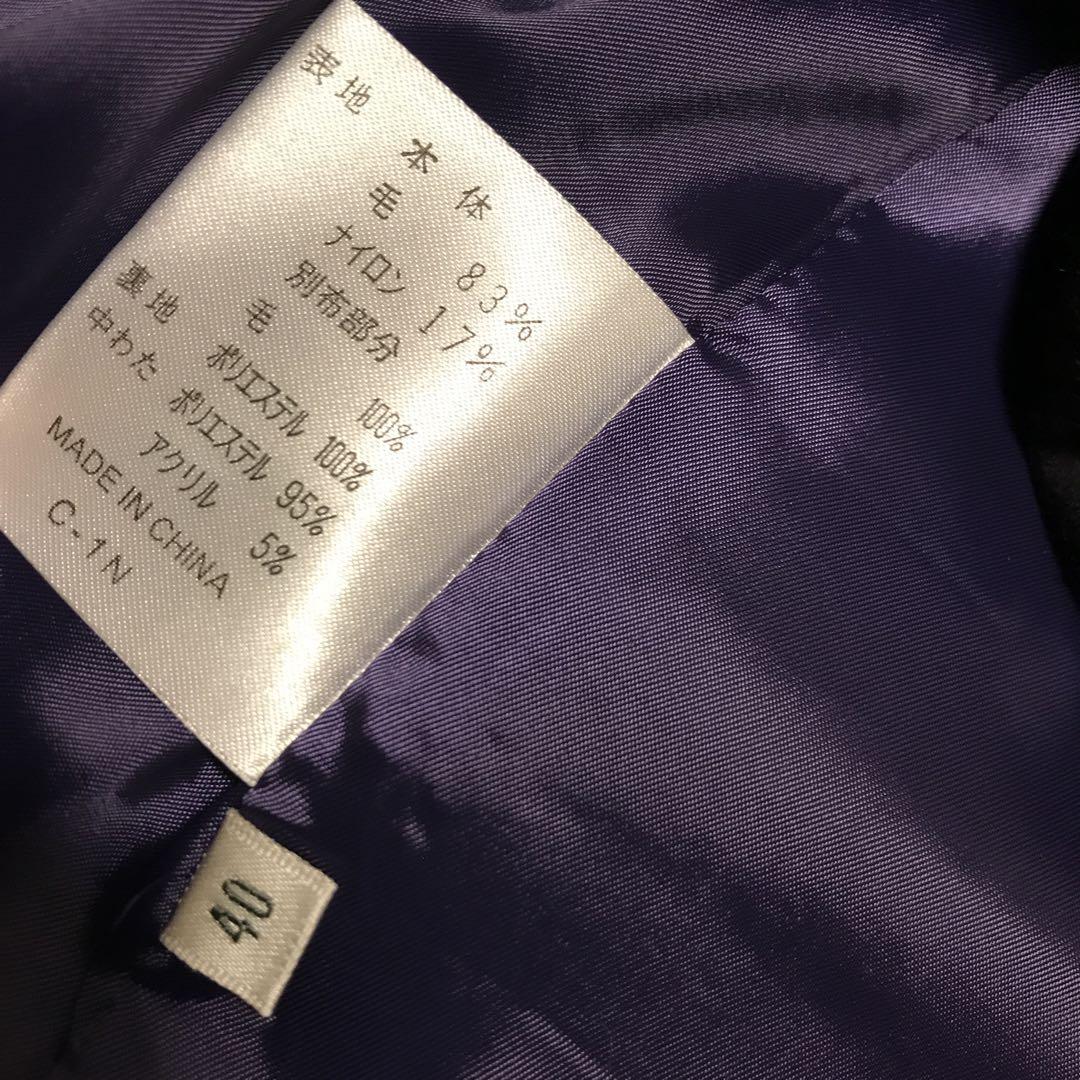 表地 本体
毛 83%
ナイロン 17%
別布部分
毛 100%
裏地 ポリエステル 100%
中わた ポリエステル 95%
アクリル 5%
MADE IN CHINA
C-1N
40